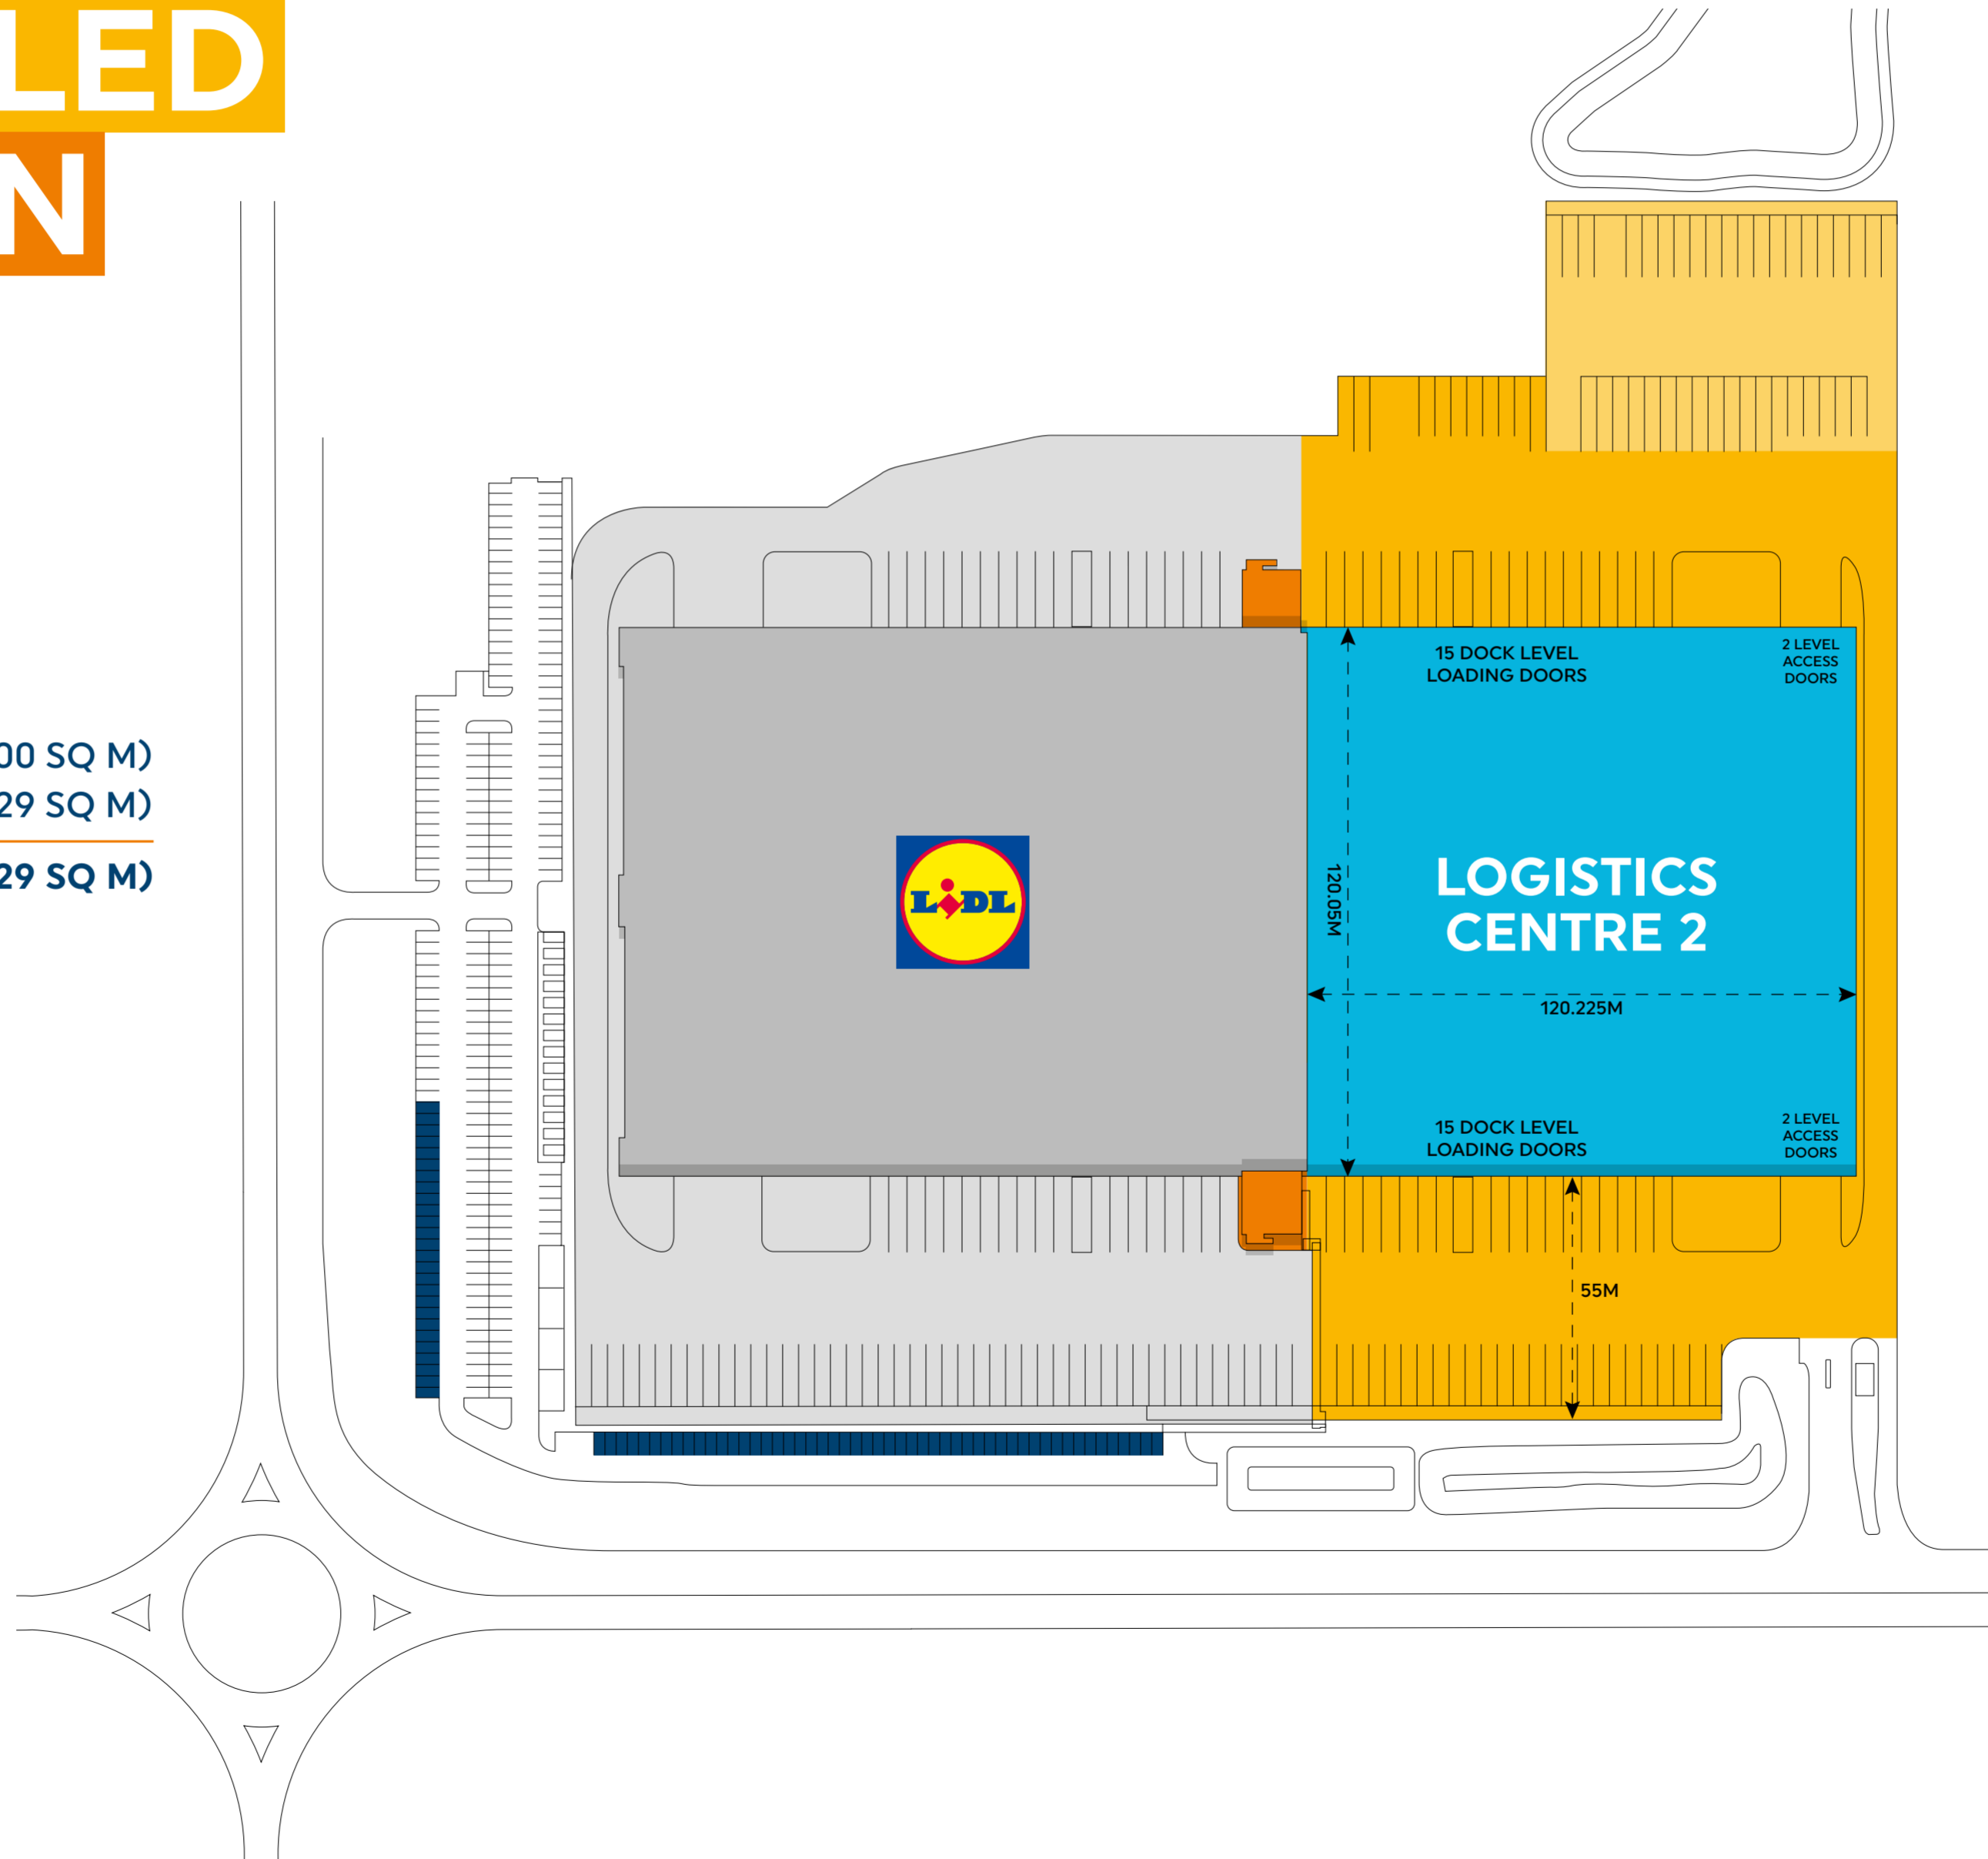 LED
N
00 SQ M)
29 SQ M)
29 SQ M)
15 DOCK LEVEL
LOADING DOORS
2 LEVEL
ACCESS
DOORS
LIDL
120.05M
LOGISTICS
CENTRE 2
120.225M
15 DOCK LEVEL
LOADING DOORS
2 LEVEL
ACCESS
DOORS
55M